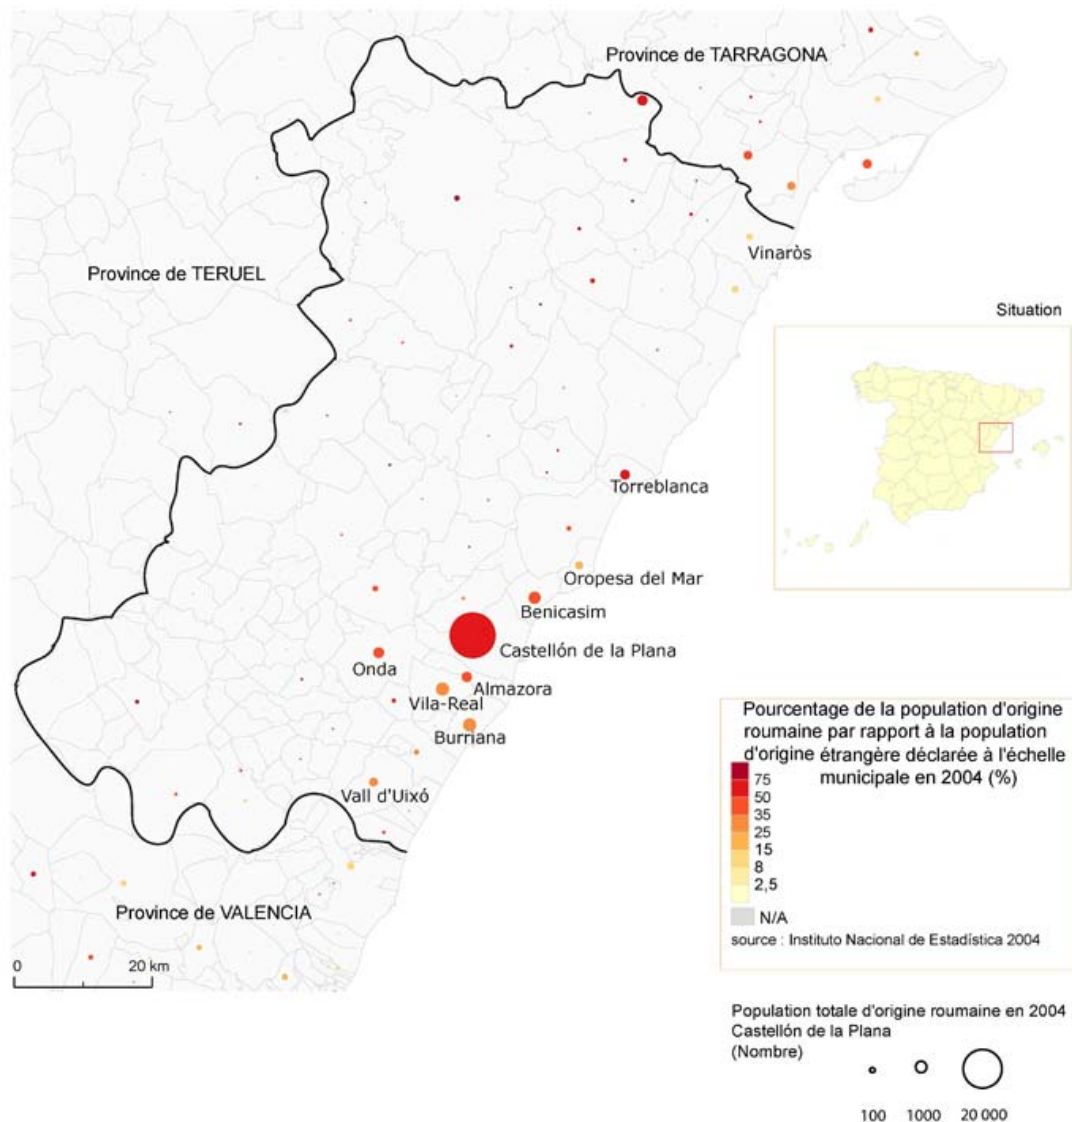 Province de TARRAGONA
Vinaròs
Province de TERUEL
Situation
Torreblanca
Oropesa del Mar
Benicasim
Castellón de la Plana
Onda
Almazora
Vila-Real
Burriana
Vall d'Uixó
Province de VALENCIA
0 20 km
Pourcentage de la population d'origine
roumaine par rapport à la population
d'origine étrangère déclarée à l'échelle
municipale en 2004 (%)
75
50
35
25
15
8
2,5
N/A
source : Instituto Nacional de Estadística 2004
Population totale d'origine roumaine en 2004
Castellón de la Plana
(Nombre)
100 1000 20 000